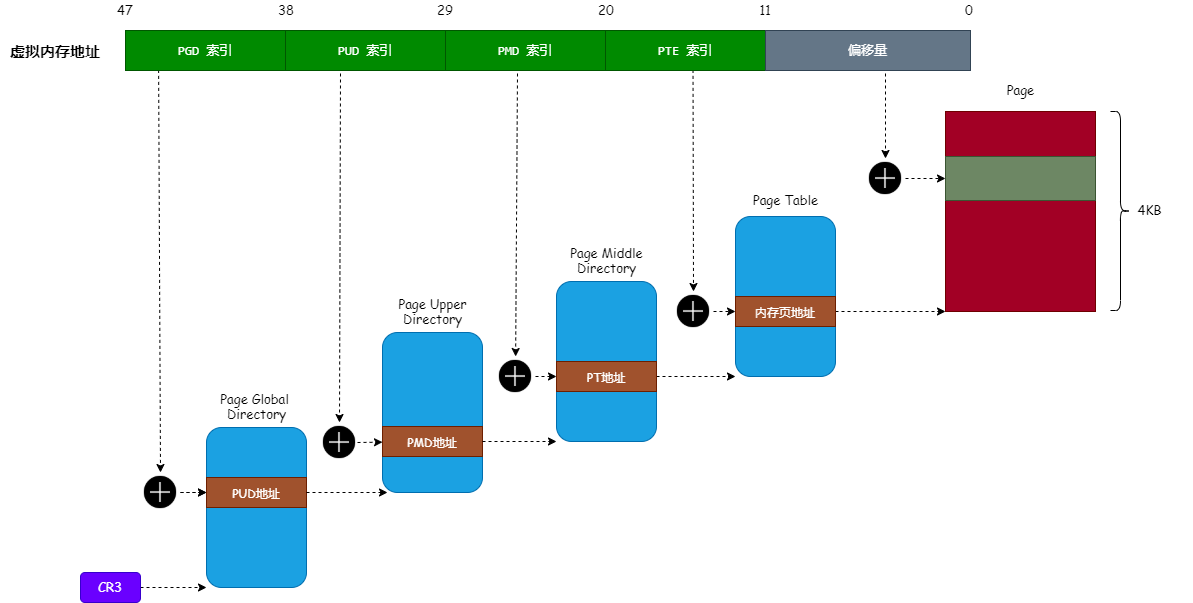 47
38
29
20
11
0
虚拟内存地址
PGD 索引
PUD 索引
PMD 索引
PTE 索引
偏移量
Page
4KB
Page Table
内存页地址
Page Middle
Directory
PT地址
Page Upper
Directory
PMD地址
Page Global
Directory
PUD地址
CR3